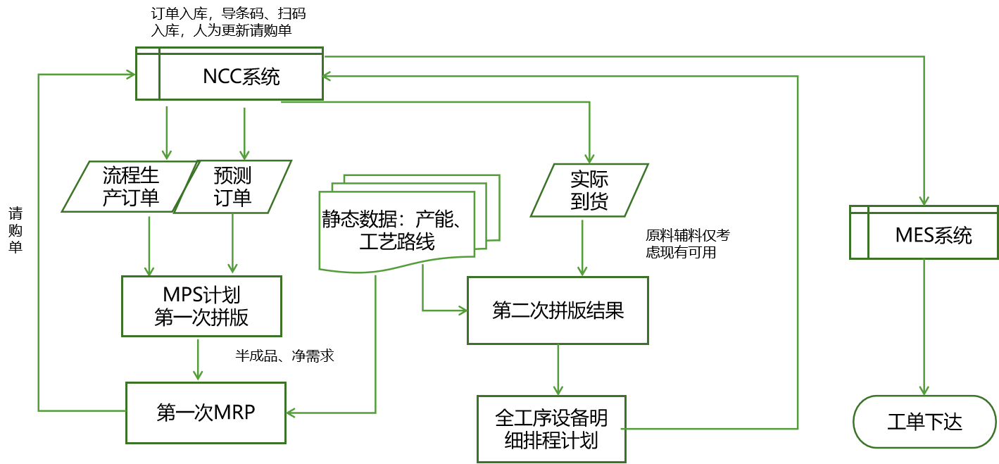 订单入库，导条码、扫码
入库，人为更新请购单
NCC系统
流程生
产订单
预测
订单
实际
到货
静态数据：产能、
工艺路线
请
购
单
原料辅料仅考
虑现有可用
MES系统
MPS计划
第一次拼版
第二次拼版结果
半成品、净需求
第一次MRP
全工序设备明
细排程计划
工单下达